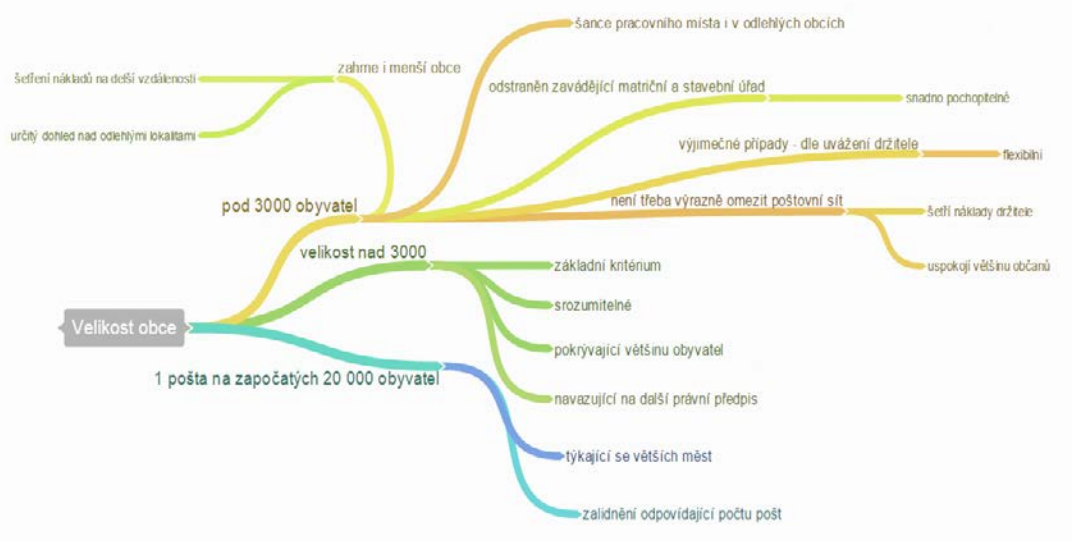 šance pracovního místa i v odlehlých obcích
zahrne i menší obce
šetření nákladů na delší vzdálenosti
odstraněn zavádějící matriční a stavební úřad
snadno pochopitelné
určitý dohled nad odlehlými lokalitami
výjimečné případy - dle uvážení držitele
flexibilní
pod 3000 obyvatel
není třeba výrazně omezit poštovní síť
šetří náklady držitele
velikost nad 3000
základní kritérium
uspokojí většinu občanů
srozumitelné
Velikost obce
pokrývající většinu obyvatel
1 pošta na započatých 20 000 obyvatel
navazující na další právní předpis
týkající se větších měst
zalidnění odpovídající počtu pošt